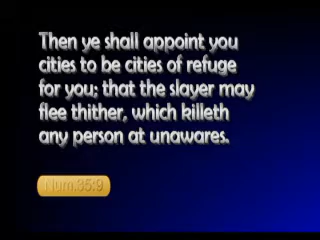 Then ye shall appoint you
cities to be cities of refuge
for you; that the slayer may
flee thither, which killeth
any person at unawares.
Num.35:9